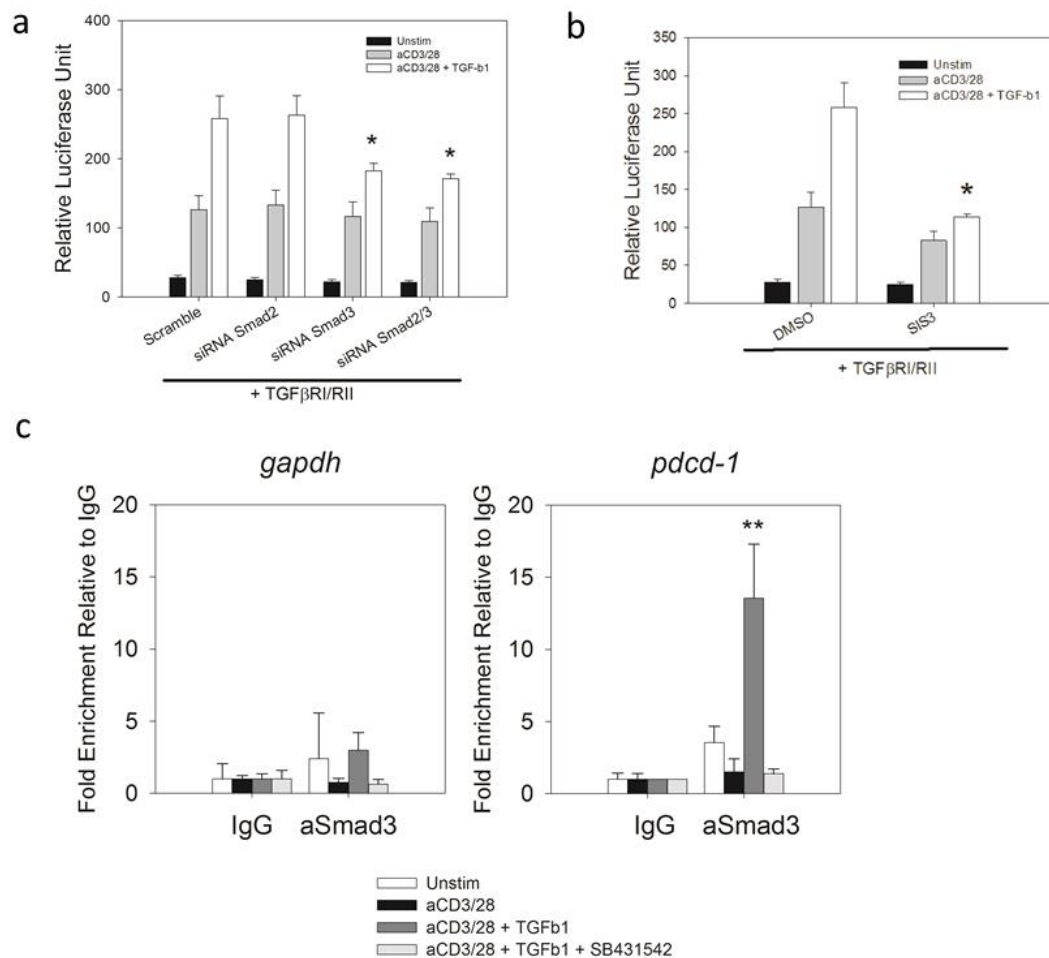 a
400
300
200
100
0
Relative Luciferase Unit
Unstim
aCD3/28
aCD3/28 + TGF-b1
*
*
Scramble
siRNA Smad2
siRNA Smad3
siRNA Smad2/3
+ TGFβRI/RII
b
350
300
250
200
150
100
50
0
Relative Luciferase Unit
Unstim
aCD3/28
aCD3/28 + TGF-b1
*
DMSO
SIS3
+ TGFβRI/RII
c
gapdh
Fold Enrichment Relative to IgG
20
15
10
5
0
IgG aSmad3
pdcd-1
Fold Enrichment Relative to IgG
20
15
10
5
0
**
IgG aSmad3
Unstim
aCD3/28
aCD3/28 + TGFb1
aCD3/28 + TGFb1 + SB431542